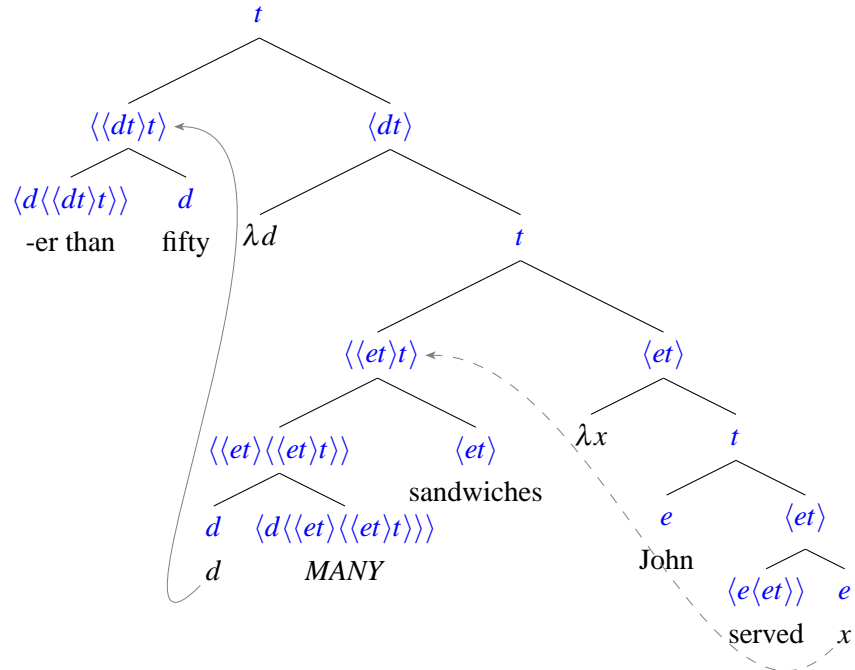 t
⟨⟨dt⟩t⟩ ⟨dt⟩
⟨d⟨⟨dt⟩t⟩⟩ d
-er than fifty λd t
⟨⟨et⟩t⟩ ⟨et⟩
⟨⟨et⟩⟨⟨et⟩t⟩⟩ ⟨et⟩ λx t
sandwiches
d ⟨d⟨⟨et⟩⟨⟨et⟩t⟩⟩⟩ e ⟨et⟩
d MANY John
⟨e⟨et⟩⟩ e
served x